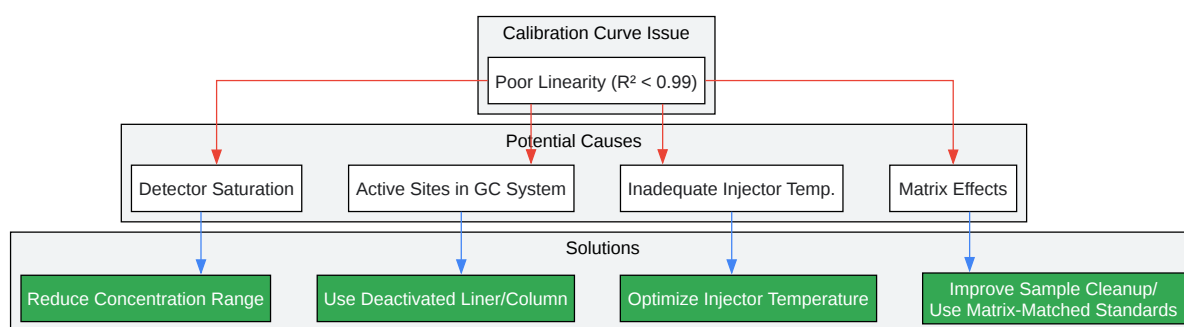 Calibration Curve Issue
Poor Linearity (R² < 0.99)
Potential Causes
Detector Saturation
Active Sites in GC System
Inadequate Injector Temp.
Matrix Effects
Solutions
Reduce Concentration Range
Use Deactivated Liner/Column
Optimize Injector Temperature
Improve Sample Cleanup/
Use Matrix-Matched Standards